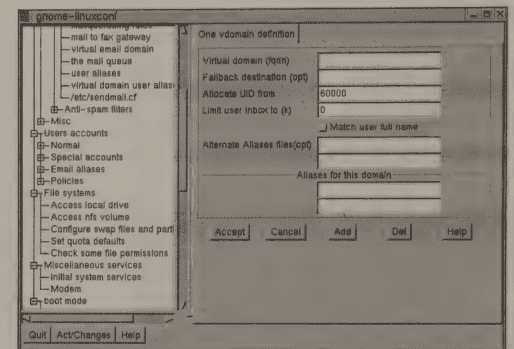 gnome-linuxconf
masquerading rules
mail to fax gateway
virtual email domain
the mail queue
user aliases
virtual domain user alias
/etc/sendmail.cf
Anti-spam filters
Misc
Users accounts
Normal
Special accounts
Email aliases
Policies
File systems
Access local drive
Access nfs volume
Configure swap files and parti
Set quota defaults
Check some file permissions
Miscellaneous services
Initial system services
Modem
boot mode
Quit Act/Changes Help
One vdomain definition
Virtual domain (fqdn)
Fallback destination (opt)
Allocate UID from 60000
Limit user inbox to (k) 0
Match user full name
Alternate Aliases files(opt)
Aliases for this domain
Accept Cancel Add Del Help